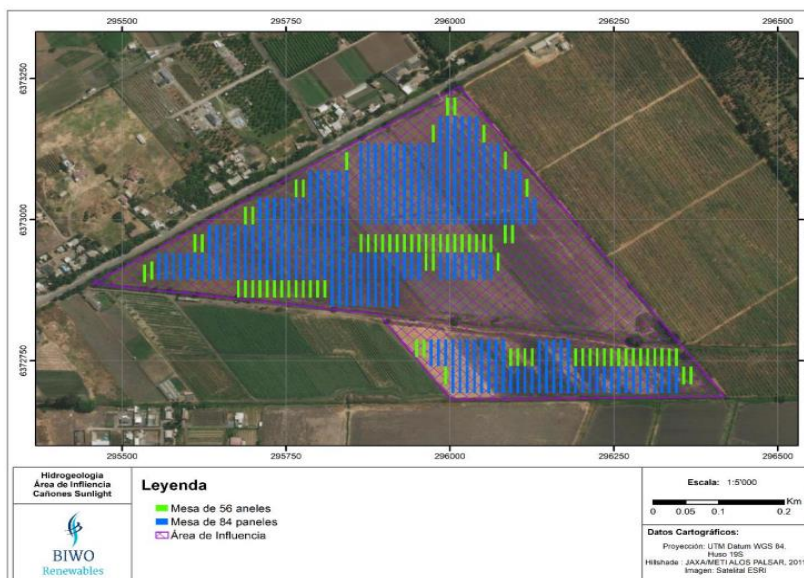 295500 295750 296000 296250 296500
6373250
6373000
6372750
295500 295750 296000 296250 296500
Hidrogeologia
Área de Infliencia
Cañones Sunlight
BIWO
Renewables
Leyenda
Mesa de 56 aneles
Mesa de 84 paneles
Área de Influencia
Escala: 1:5'000
Km
0 0.05 0.1 0.2
Datos Cartográficos:
Proyección: UTM Datum WGS 84.
Huso 19S
Hillshade : JAXA/METI ALOS PALSAR, 2011
Imagen: Satelital ESRI